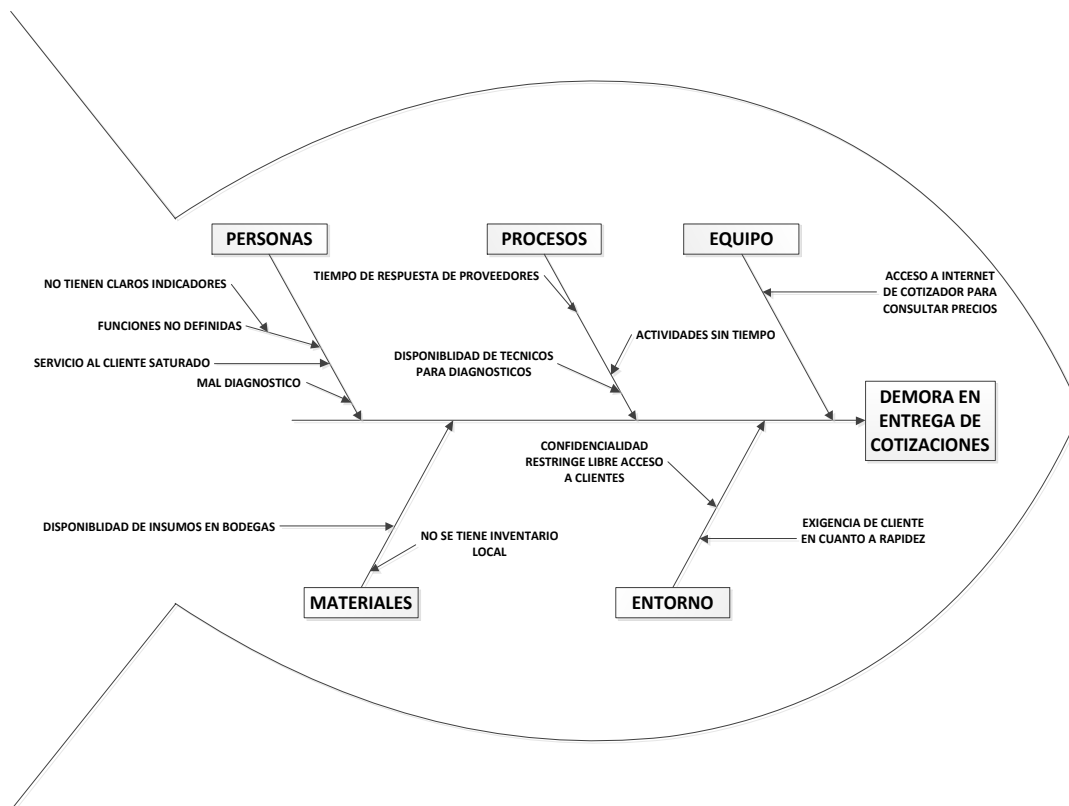 PERSONAS
PROCESOS
EQUIPO
NO TIENEN CLAROS INDICADORES
FUNCIONES NO DEFINIDAS
SERVICIO AL CLIENTE SATURADO
MAL DIAGNOSTICO
TIEMPO DE RESPUESTA DE PROVEEDORES
ACTIVIDADES SIN TIEMPO
DISPONIBLIDAD DE TECNICOS
PARA DIAGNOSTICOS
ACCESO A INTERNET
DE COTIZADOR PARA
CONSULTAR PRECIOS
DEMORA EN
ENTREGA DE
COTIZACIONES
DISPONIBLIDAD DE INSUMOS EN BODEGAS
NO SE TIENE INVENTARIO
LOCAL
CONFIDENCIALIDAD
RESTRINGE LIBRE ACCESO
A CLIENTES
EXIGENCIA DE CLIENTE
EN CUANTO A RAPIDEZ
MATERIALES
ENTORNO